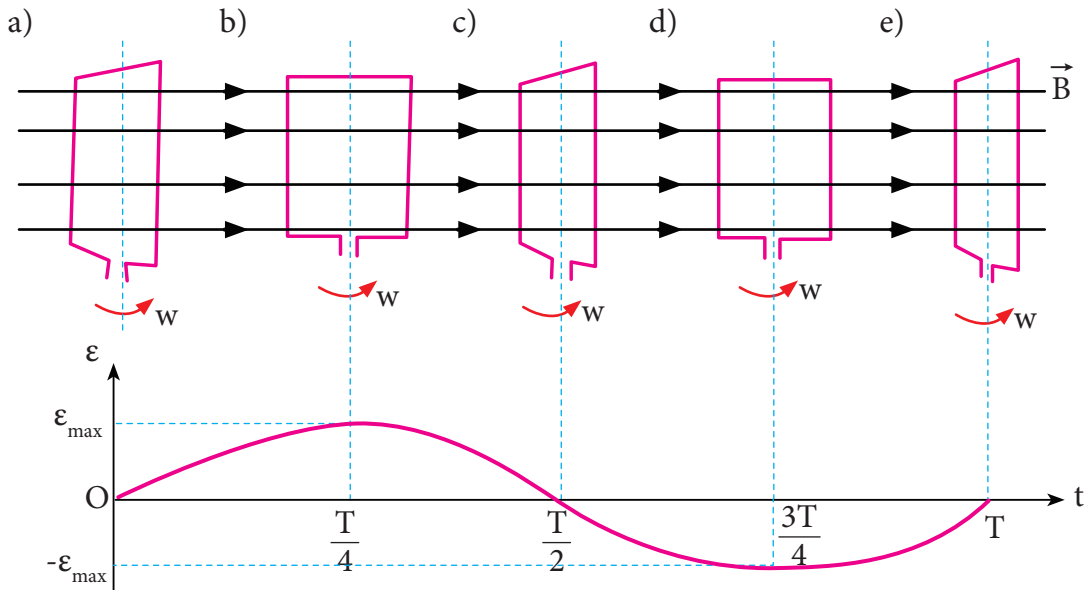 a) b) c) d) e)
B
w w w w w
ε
εmax
O t
T/4 T/2 3T/4 T
-εmax